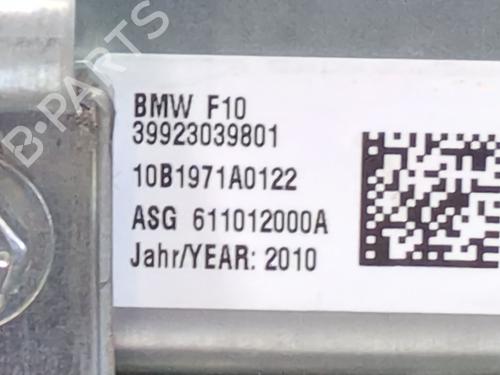 B-PARTS
BMW F10
39923039801
10B1971A0122
ASG 611012000A
Jahr/YEAR: 2010